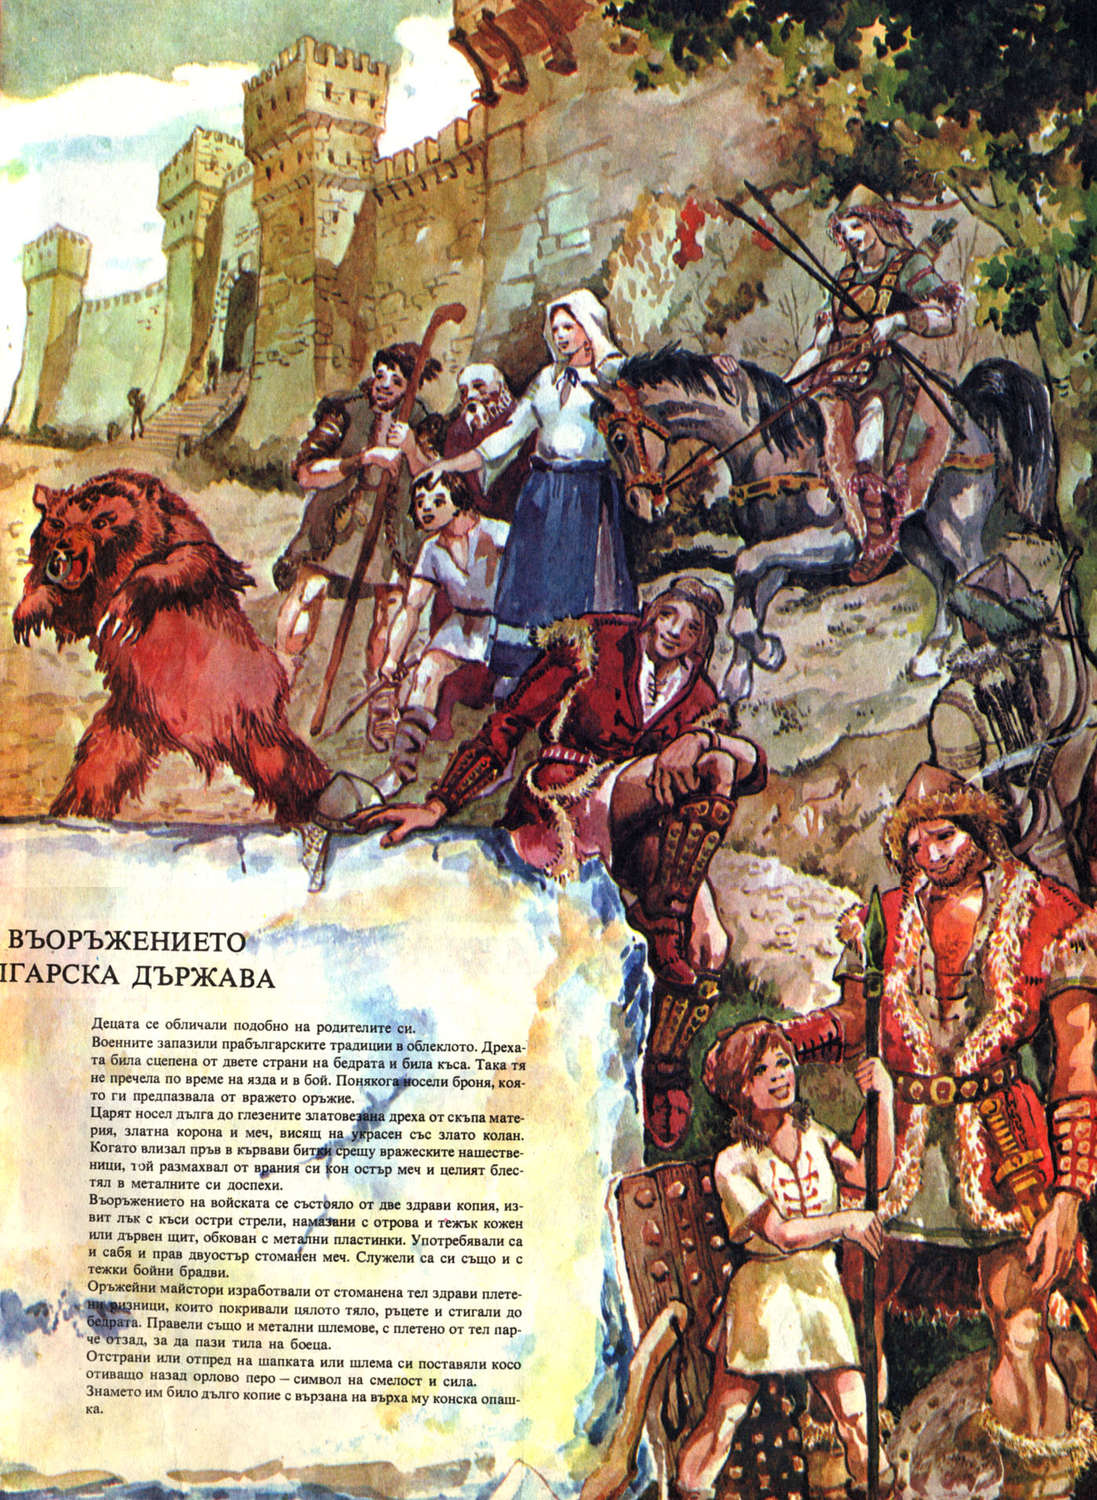 ВЪОРЪЖЕНИЕТО
ЛГАРСКА ДЪРЖАВА
Децата се обличали подобно на родителите си.
Военните запазили прабългарските традиции в облеклото. Дреха-
та била сцепена от двете страни на бедрата и била къса. Така тя
не пречела по време на язда и в бой. Понякога носели броня, коя-
то ги предпазвала от вражето оръжие.
Царят носел дълга до глезените златовезана дреха от скъпа мате-
рия, златна корона и меч, висящ на украсен със злато колан.
Когато влизал пръв в кървави битки срещу вражеските нашестве-
ници, той размахвал от врания си кон остър меч и целият блес-
тял в металните си доспехи.
Въоръжението на войската се състояло от две здрави копия, из-
вит лък с къси остри стрели, намазани с отрова и тежък кожен
или дървен щит, обкован с метални пластинки. Употребявали са
и сабя и прав двуостър стоманен меч. Служели са си също и с
тежки бойни брадви.
Оръжейни майстори изработвали от стоманена тел здрави плете-
ни ризници, които покривали цялото тяло, ръцете и стигали до
бедрата. Правели също и метални шлемове, с плетено от тел пар-
че отзад, за да пази тила на боеца.
Отстрани или отпред на шапката или шлема си поставяли косо
отиващо назад орлово перо – символ на смелост и сила.
Знамето им било дълго копие с вързана на върха му конска опаш-
ка.